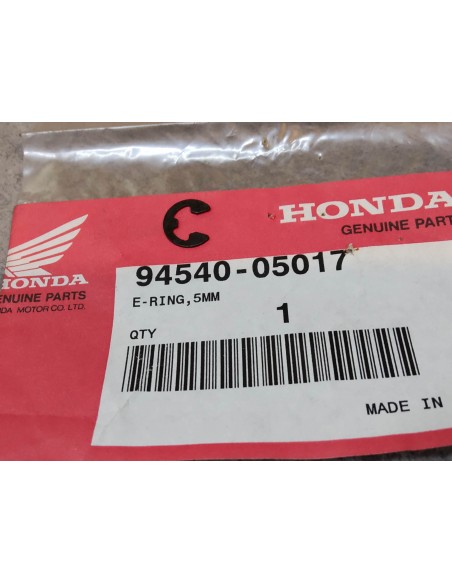 HONDA
GENUINE PARTS
HONDA
GENUINE PARTS
HONDA MOTOR CO. LTD.
94540-05017
E-RING,5MM
QTY 1
MADE IN